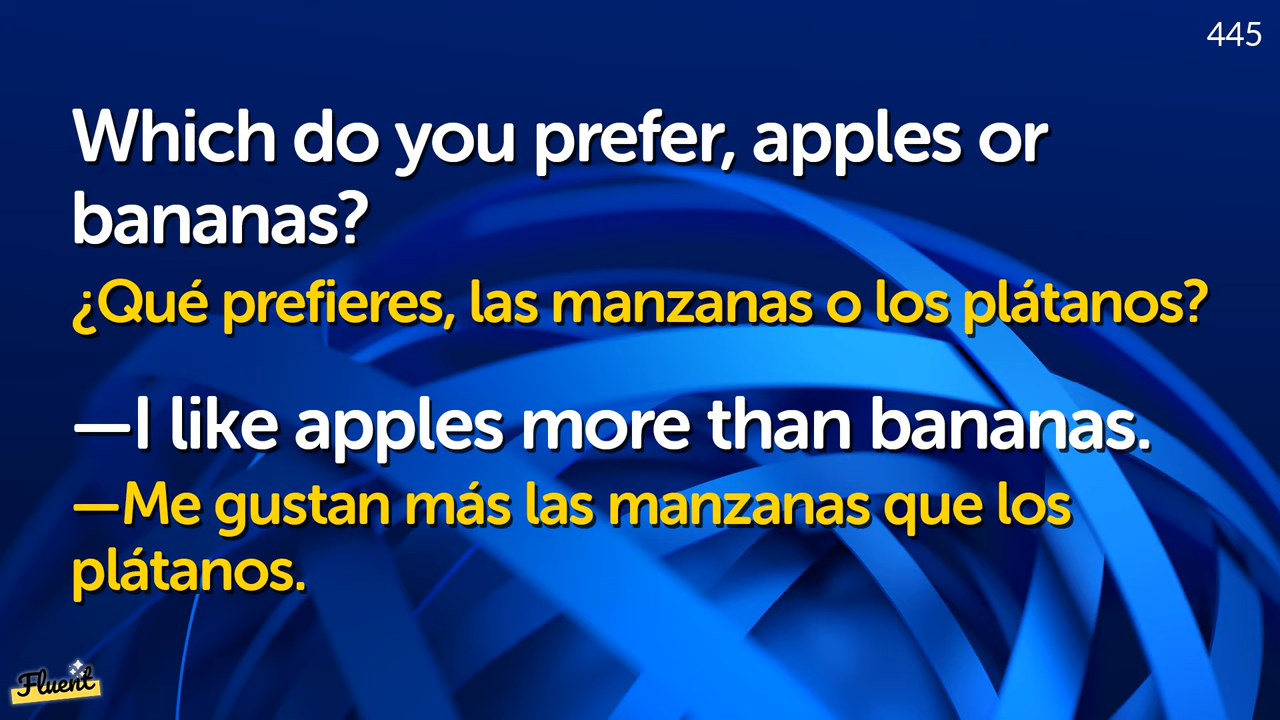 445
Which do you prefer, apples or
bananas?
¿Qué prefieres, las manzanas o los plátanos?
—I like apples more than bananas.
—Me gustan más las manzanas que los
plátanos.
Fluent